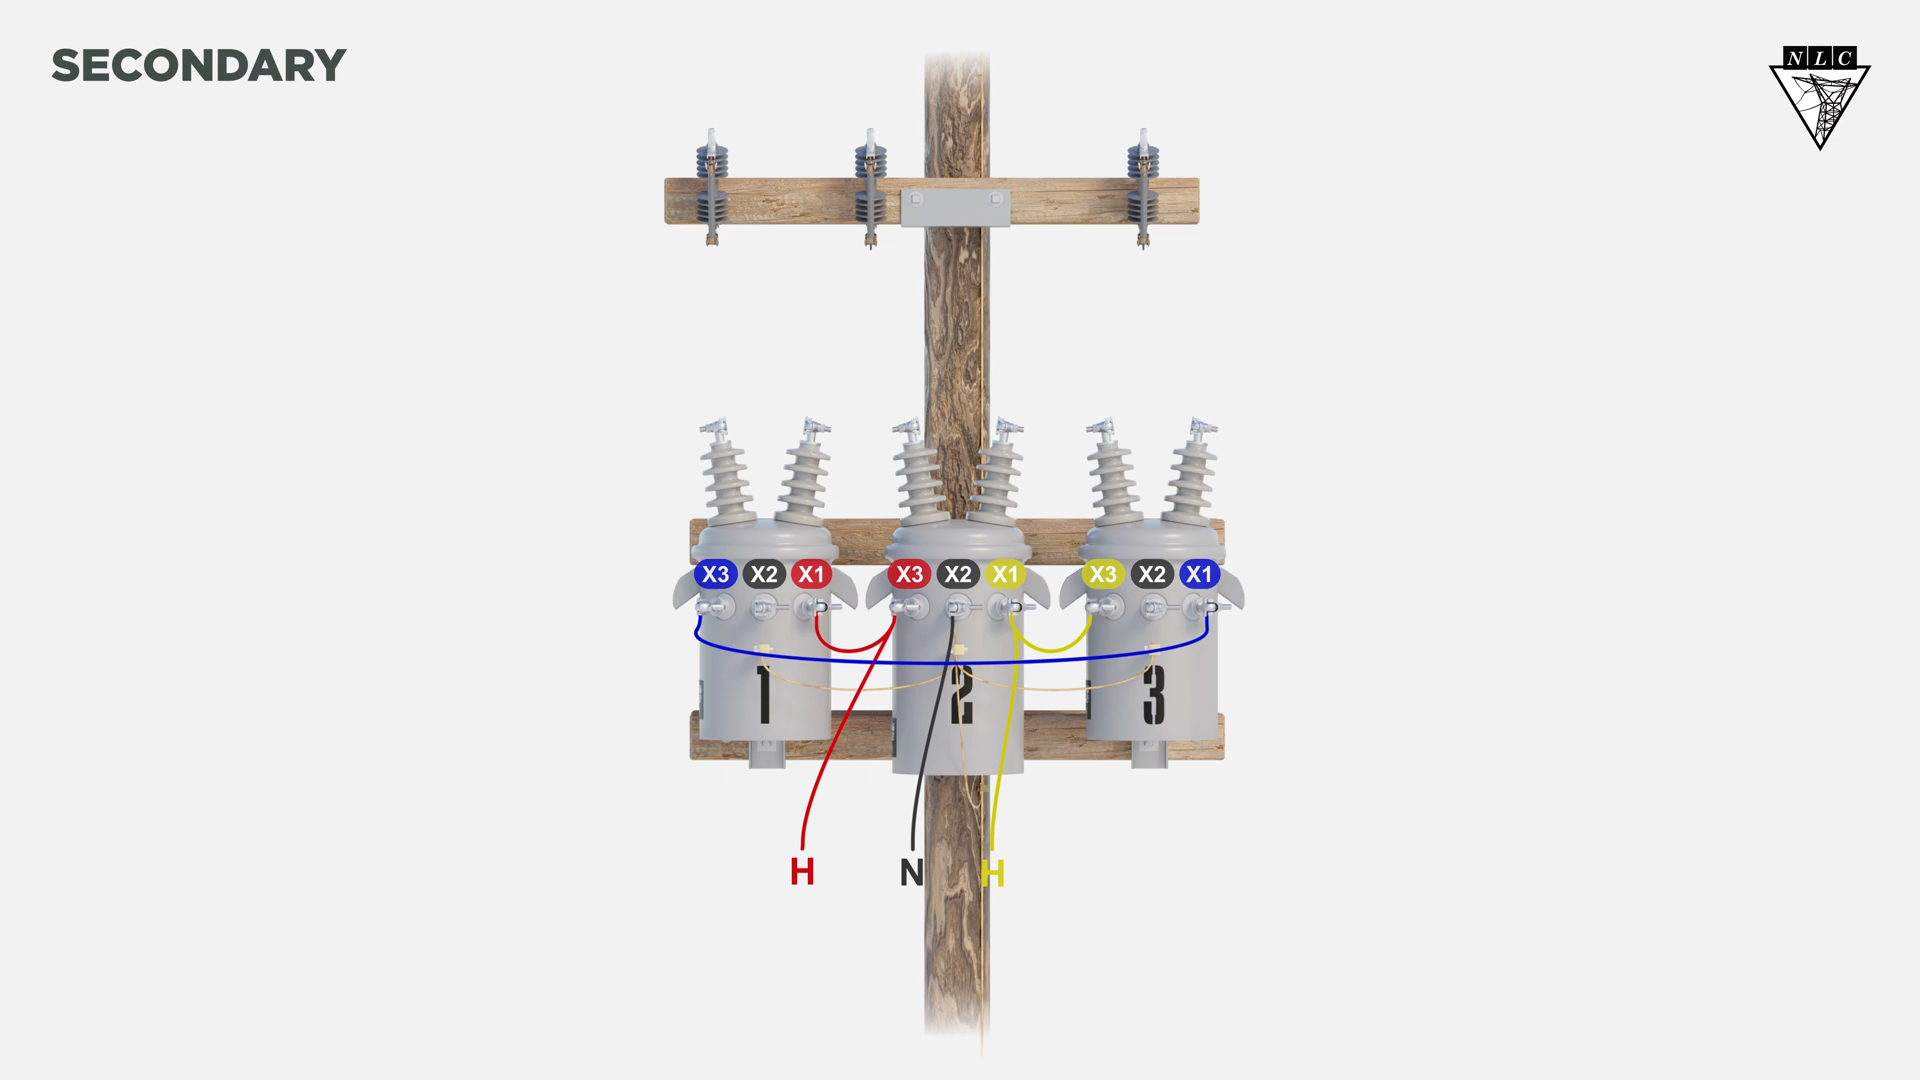 SECONDARY
NLC
X3 X2 X1 X3 X2 X1 X3 X2 X1
1 2 3
H N H